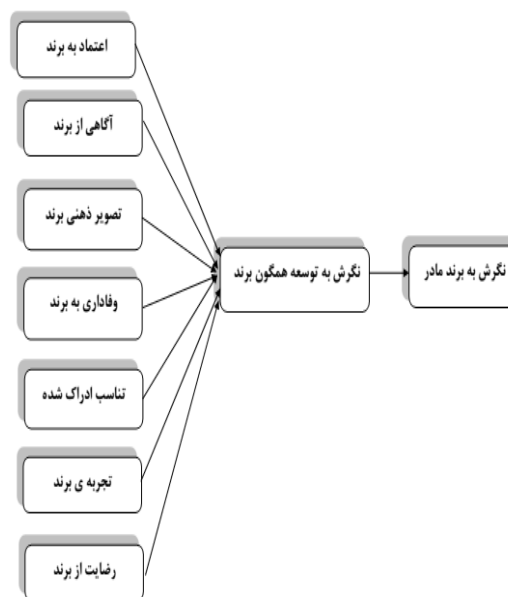 اعتماد به برند
آگاهی از برند
تصویر ذهنی برند
وفاداری به برند
تناسب ادراک شده
تجربه ی برند
رضایت از برند
نگرش به توسعه همگون برند
نگرش به برند مادر